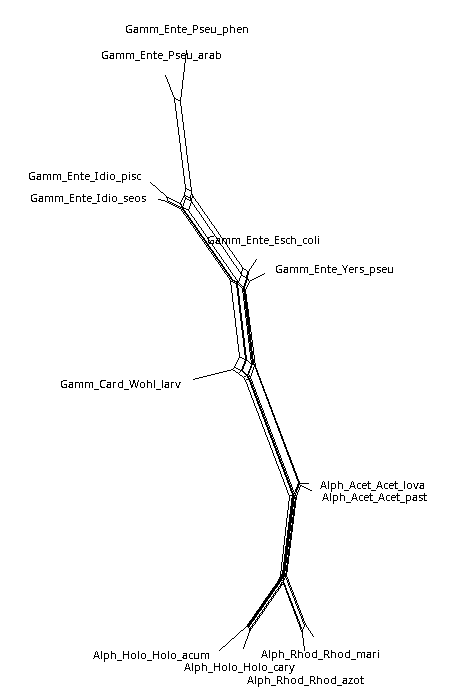 Gamm_Ente_Pseu_phen
Gamm_Ente_Pseu_arab
Gamm_Ente_Idio_pisc
Gamm_Ente_Idio_seos
Gamm_Ente_Esch_coli
Gamm_Ente_Yers_pseu
Gamm_Card_Wohl_larv
Alph_Acet_Acet_lova
Alph_Acet_Acet_past
Alph_Holo_Holo_acum
Alph_Rhod_Rhod_mari
Alph_Holo_Holo_cary
Alph_Rhod_Rhod_azot